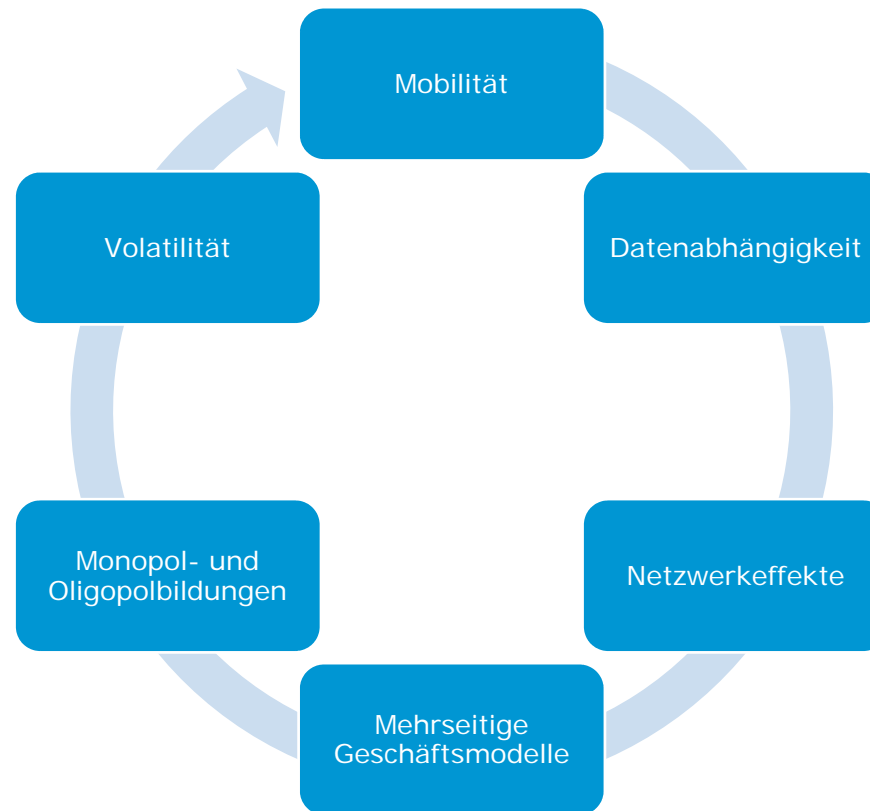 Mobilität
Datenabhängigkeit
Netzwerkeffekte
Mehrseitige
Geschäftsmodelle
Monopol- und
Oligopolbildungen
Volatilität